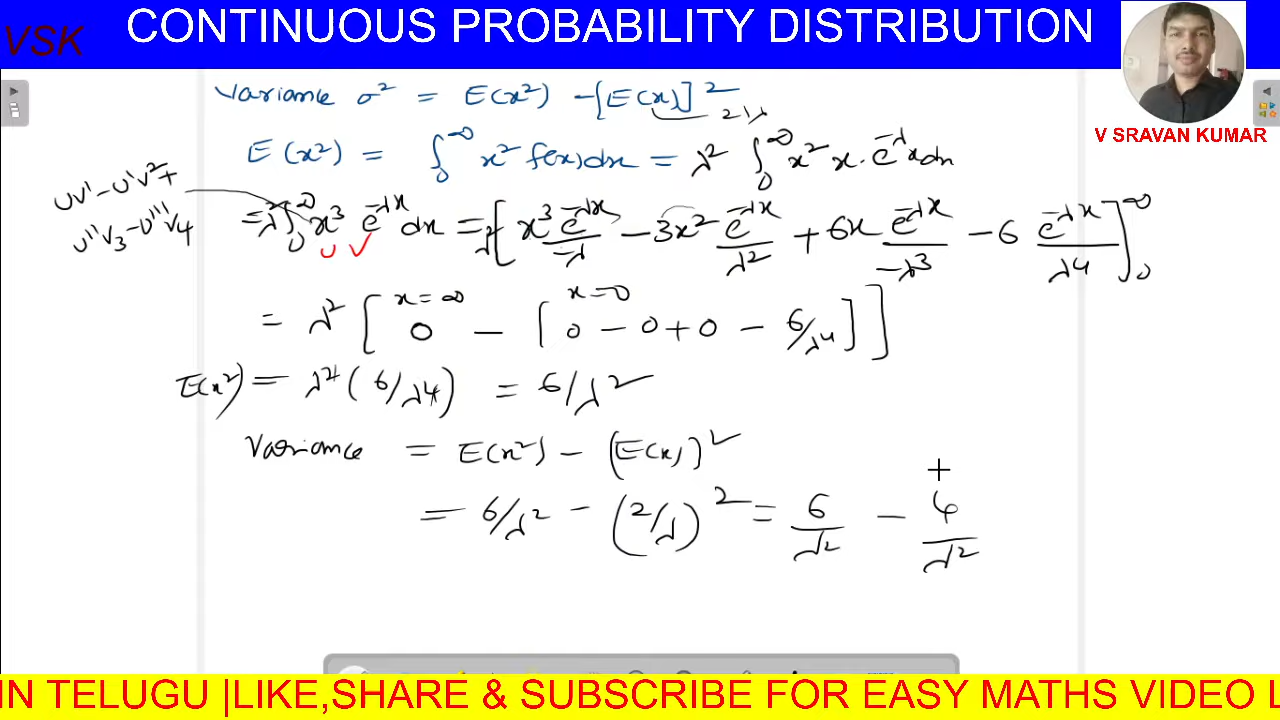 VSK
CONTINUOUS PROBABILITY DISTRIBUTION
V SRAVAN KUMAR
Variance σ² = E(x²) - [E(x)]²
2/λ
E(x²) = ∫₀^∞ x² f(x)dx = λ² ∫₀^∞ x² x · e^-λx dx
UV' - U'V2 +
U''V3 - U'''V4
= λ² ∫₀^∞ x³ e^-λx dx = λ² [x³ e^-λx/-λ - 3x² e^-λx/λ² + 6x e^-λx/-λ³ - 6 e^-λx/λ⁴]₀^∞
U V
x=∞ x=0
= λ² [0 - [0 - 0 + 0 - 6/λ4]]
E(x²) = λ² (6/λ4) = 6/λ²
Variance = E(x²) - (E(x))²
= 6/λ² - (2/λ)² = 6/λ² - 4/λ²
IN TELUGU |LIKE,SHARE & SUBSCRIBE FOR EASY MATHS VIDEO L